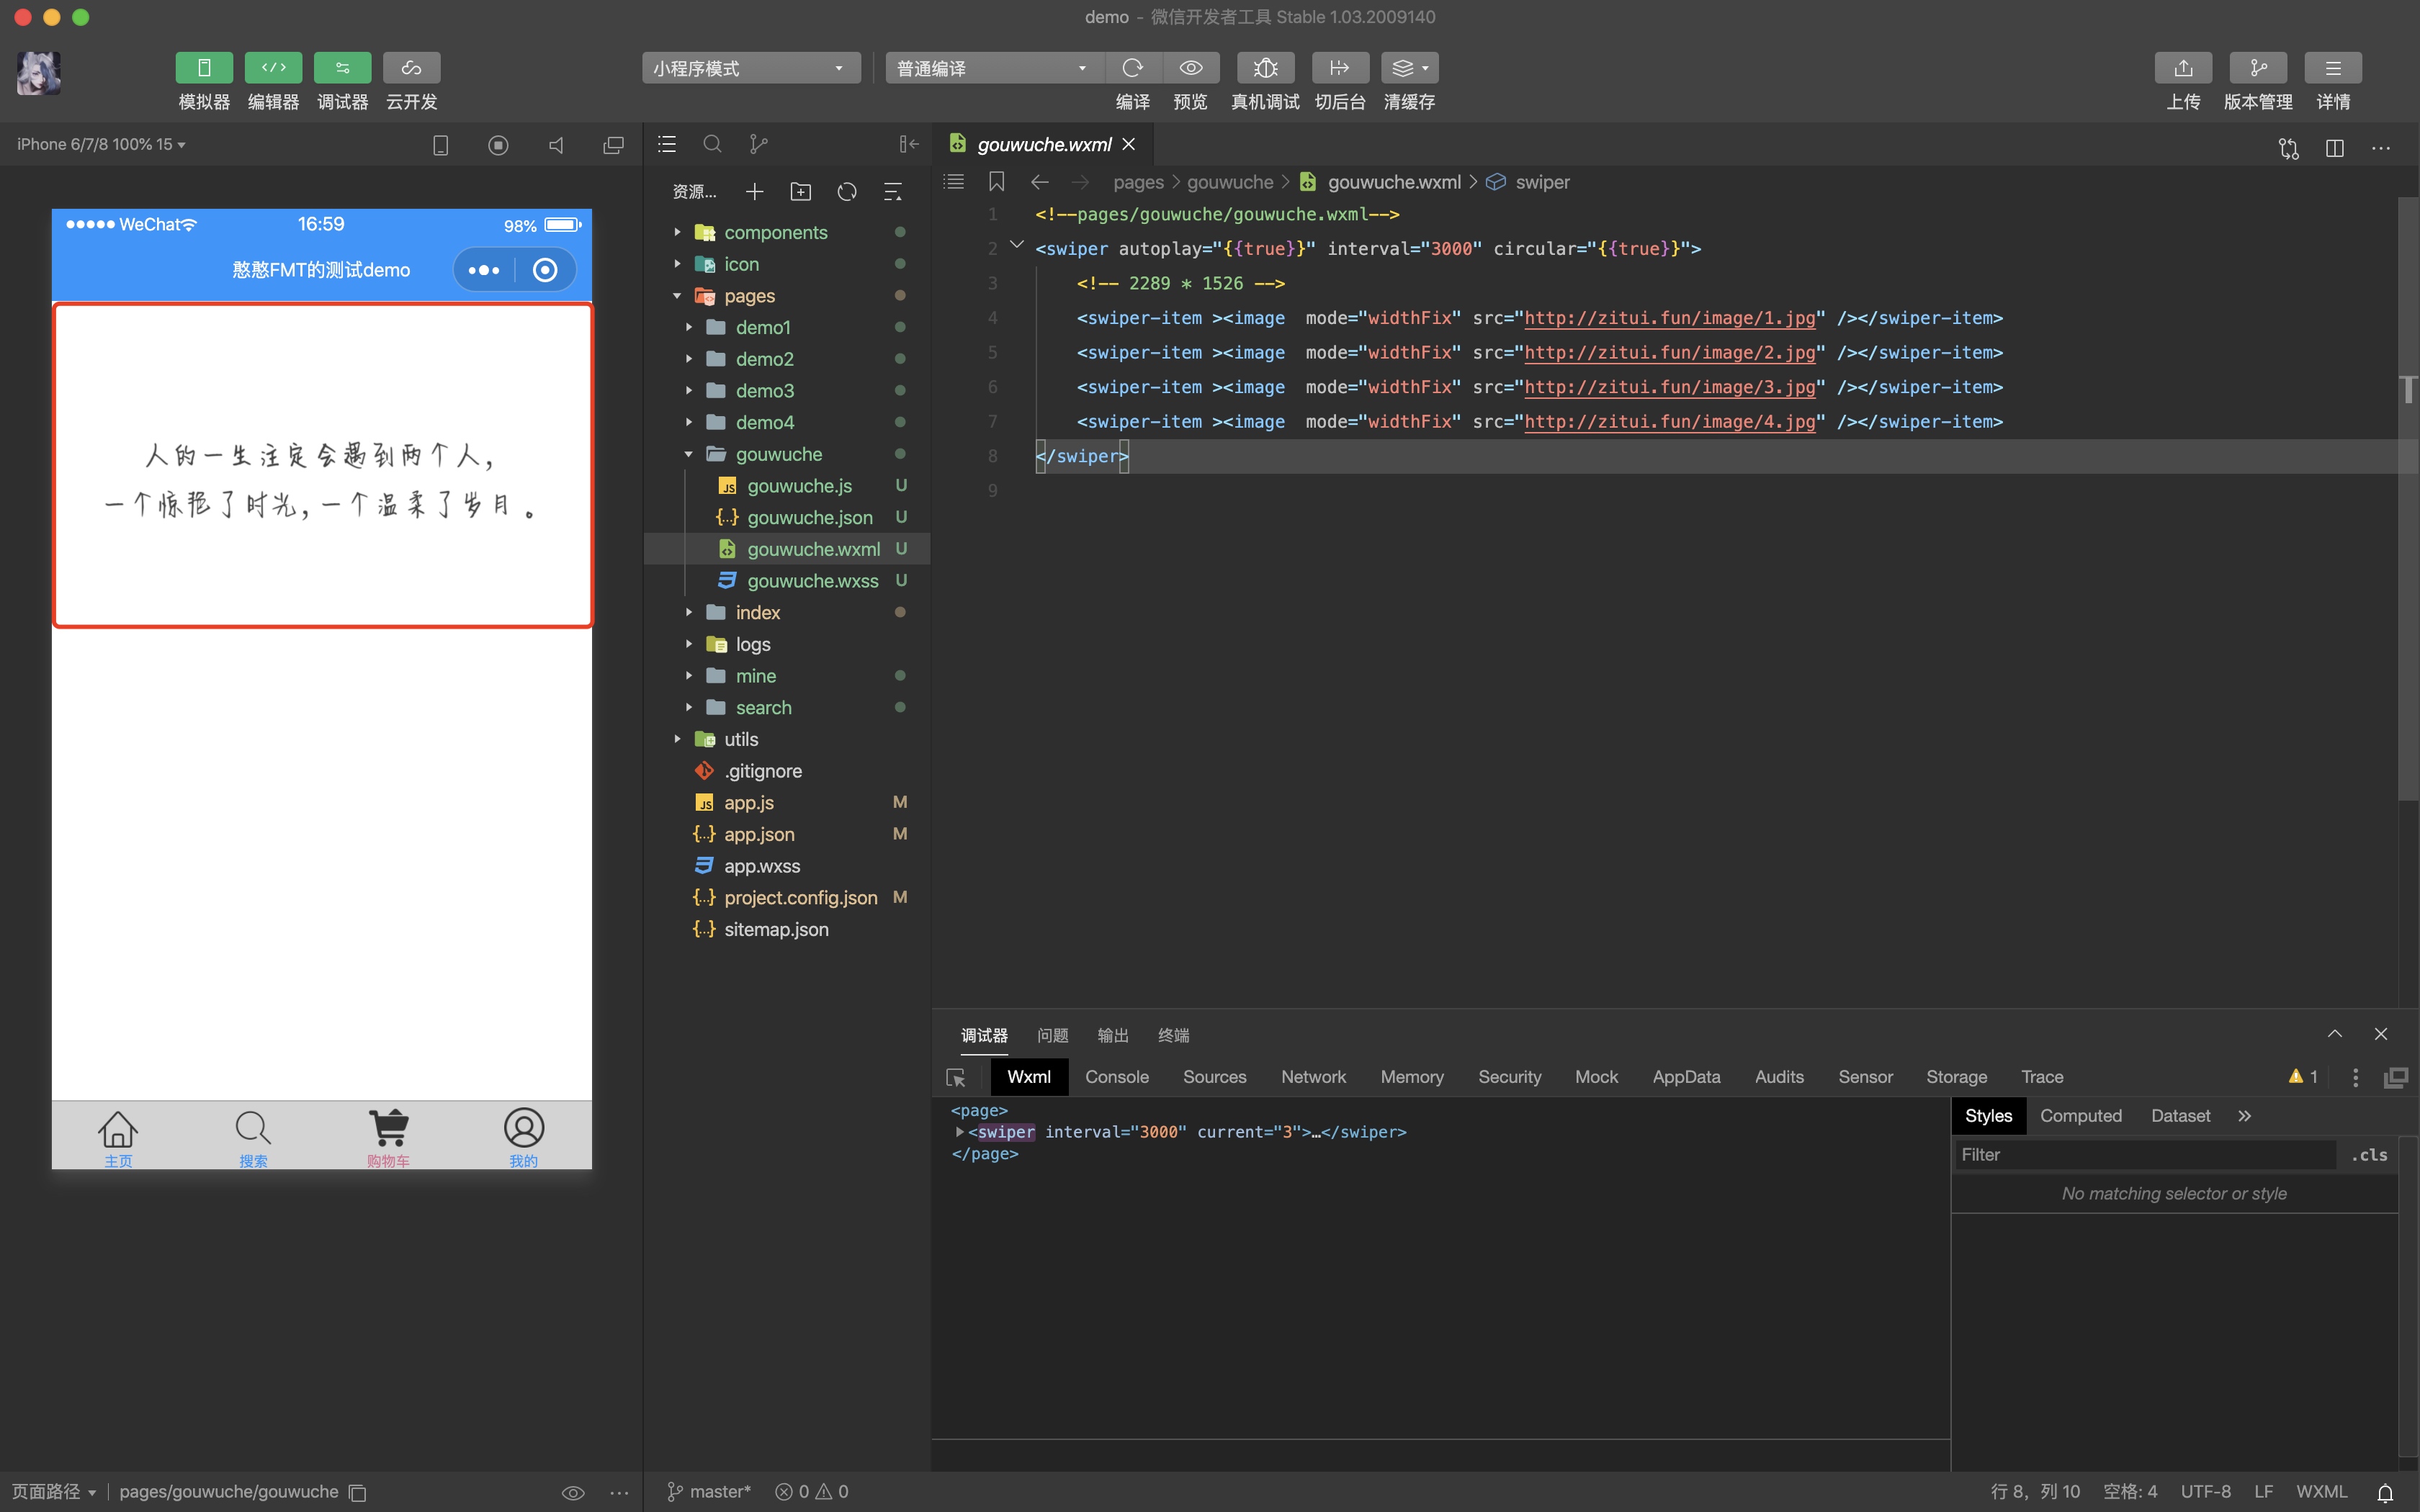 demo - 微信开发者工具 Stable 1.03.2009140
模拟器 编辑器 调试器 云开发
小程序模式 普通编译
编译 预览 真机调试 切后台 清缓存
上传 版本管理 详情
iPhone 6/7/8 100% 15
WeChat 16:59 98%
憨憨FMT的测试demo
人的一生注定会遇到两个人,
一个惊艳了时光,一个温柔了岁月。
主页 搜索 购物车 我的
页面路径 pages/gouwuche/gouwuche
资源...
components
icon
pages
demo1
demo2
demo3
demo4
gouwuche
gouwuche.js U
gouwuche.json U
gouwuche.wxml U
gouwuche.wxss U
index
logs
mine
search
utils
.gitignore
app.js M
app.json M
app.wxss
project.config.json M
sitemap.json
master* 0 0
gouwuche.wxml
pages > gouwuche > gouwuche.wxml > swiper
1 <!--pages/gouwuche/gouwuche.wxml-->
2 <swiper autoplay="{{true}}" interval="3000" circular="{{true}}">
3 <!-- 2289 * 1526 -->
4 <swiper-item ><image  mode="widthFix" src="http://zitui.fun/image/1.jpg" /></swiper-item>
5 <swiper-item ><image  mode="widthFix" src="http://zitui.fun/image/2.jpg" /></swiper-item>
6 <swiper-item ><image  mode="widthFix" src="http://zitui.fun/image/3.jpg" /></swiper-item>
7 <swiper-item ><image  mode="widthFix" src="http://zitui.fun/image/4.jpg" /></swiper-item>
8 </swiper>
9
调试器 问题 输出 终端
Wxml Console Sources Network Memory Security Mock AppData Audits Sensor Storage Trace 1
<page>
<swiper interval="3000" current="3">…</swiper>
</page>
Styles Computed Dataset
Filter .cls
No matching selector or style
行 8，列 10 空格: 4 UTF-8 LF WXML